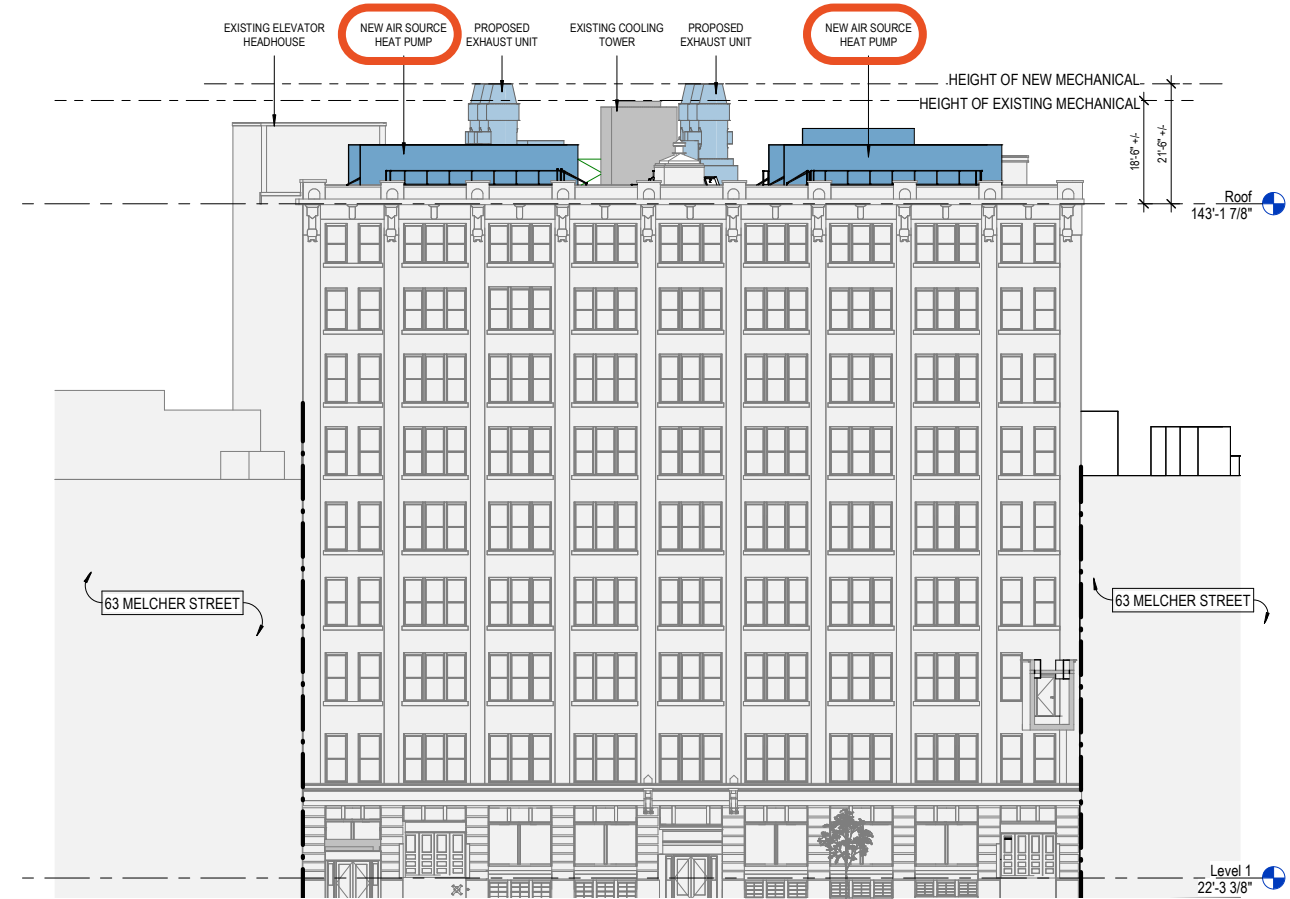 EXISTING ELEVATOR
HEADHOUSE
NEW AIR SOURCE
HEAT PUMP
PROPOSED
EXHAUST UNIT
EXISTING COOLING
TOWER
PROPOSED
EXHAUST UNIT
NEW AIR SOURCE
HEAT PUMP
HEIGHT OF NEW MECHANICAL
HEIGHT OF EXISTING MECHANICAL
18'-6" +/-
21'-6" +/-
Roof
143'-1 7/8"
63 MELCHER STREET
63 MELCHER STREET
Level 1
22'-3 3/8"